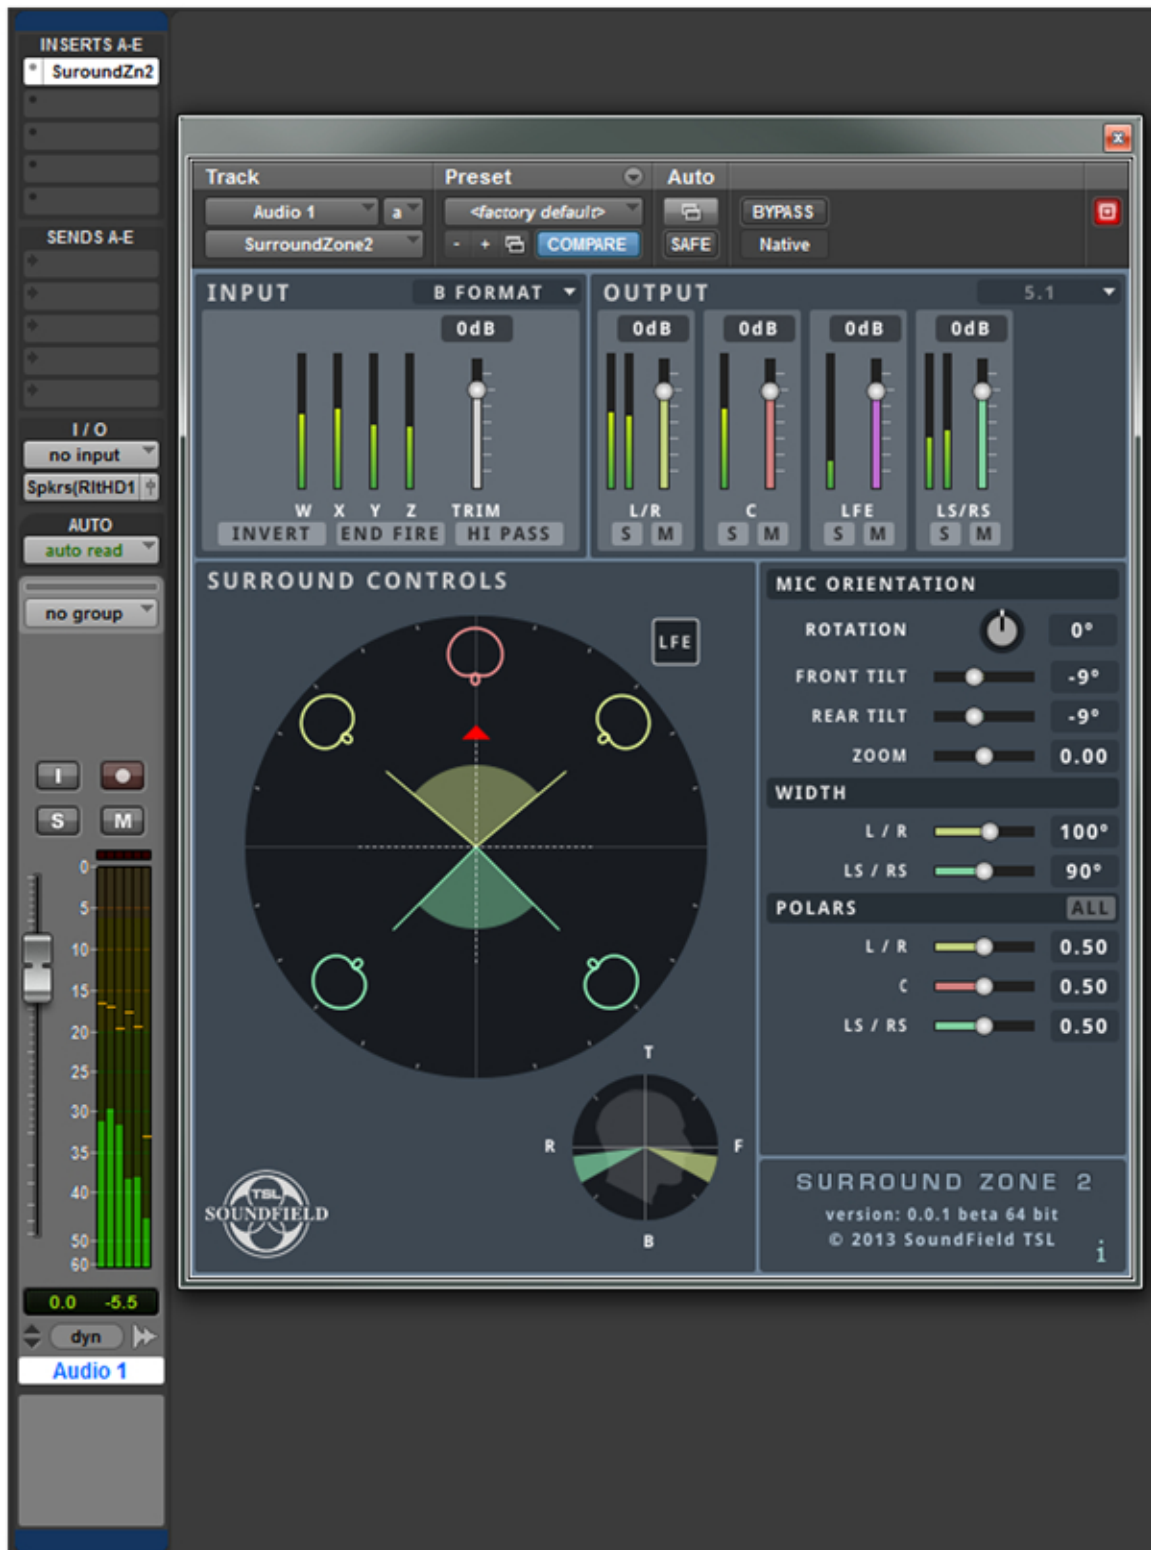 INSERTS A-E
SuroundZn2
SENDS A-E
I / O
no input
Spkrs(RltHD1
AUTO
auto read
no group
I
S M
0
5
10
15
20
25
30
35
40
50
60
0.0 -5.5
dyn
Audio 1
Track Preset Auto
Audio 1 a <factory default> BYPASS
SurroundZone2 - + COMPARE SAFE Native
INPUT B FORMAT
0dB
W X Y Z TRIM
INVERT END FIRE HI PASS
OUTPUT 5.1
0dB 0dB 0dB 0dB
L/R C LFE LS/RS
S M S M S M S M
SURROUND CONTROLS
LFE
T
R F
B
TSL
SOUNDFIELD
MIC ORIENTATION
ROTATION 0°
FRONT TILT -9°
REAR TILT -9°
ZOOM 0.00
WIDTH
L / R 100°
LS / RS 90°
POLARS ALL
L / R 0.50
C 0.50
LS / RS 0.50
SURROUND ZONE 2
version: 0.0.1 beta 64 bit
© 2013 SoundField TSL
i